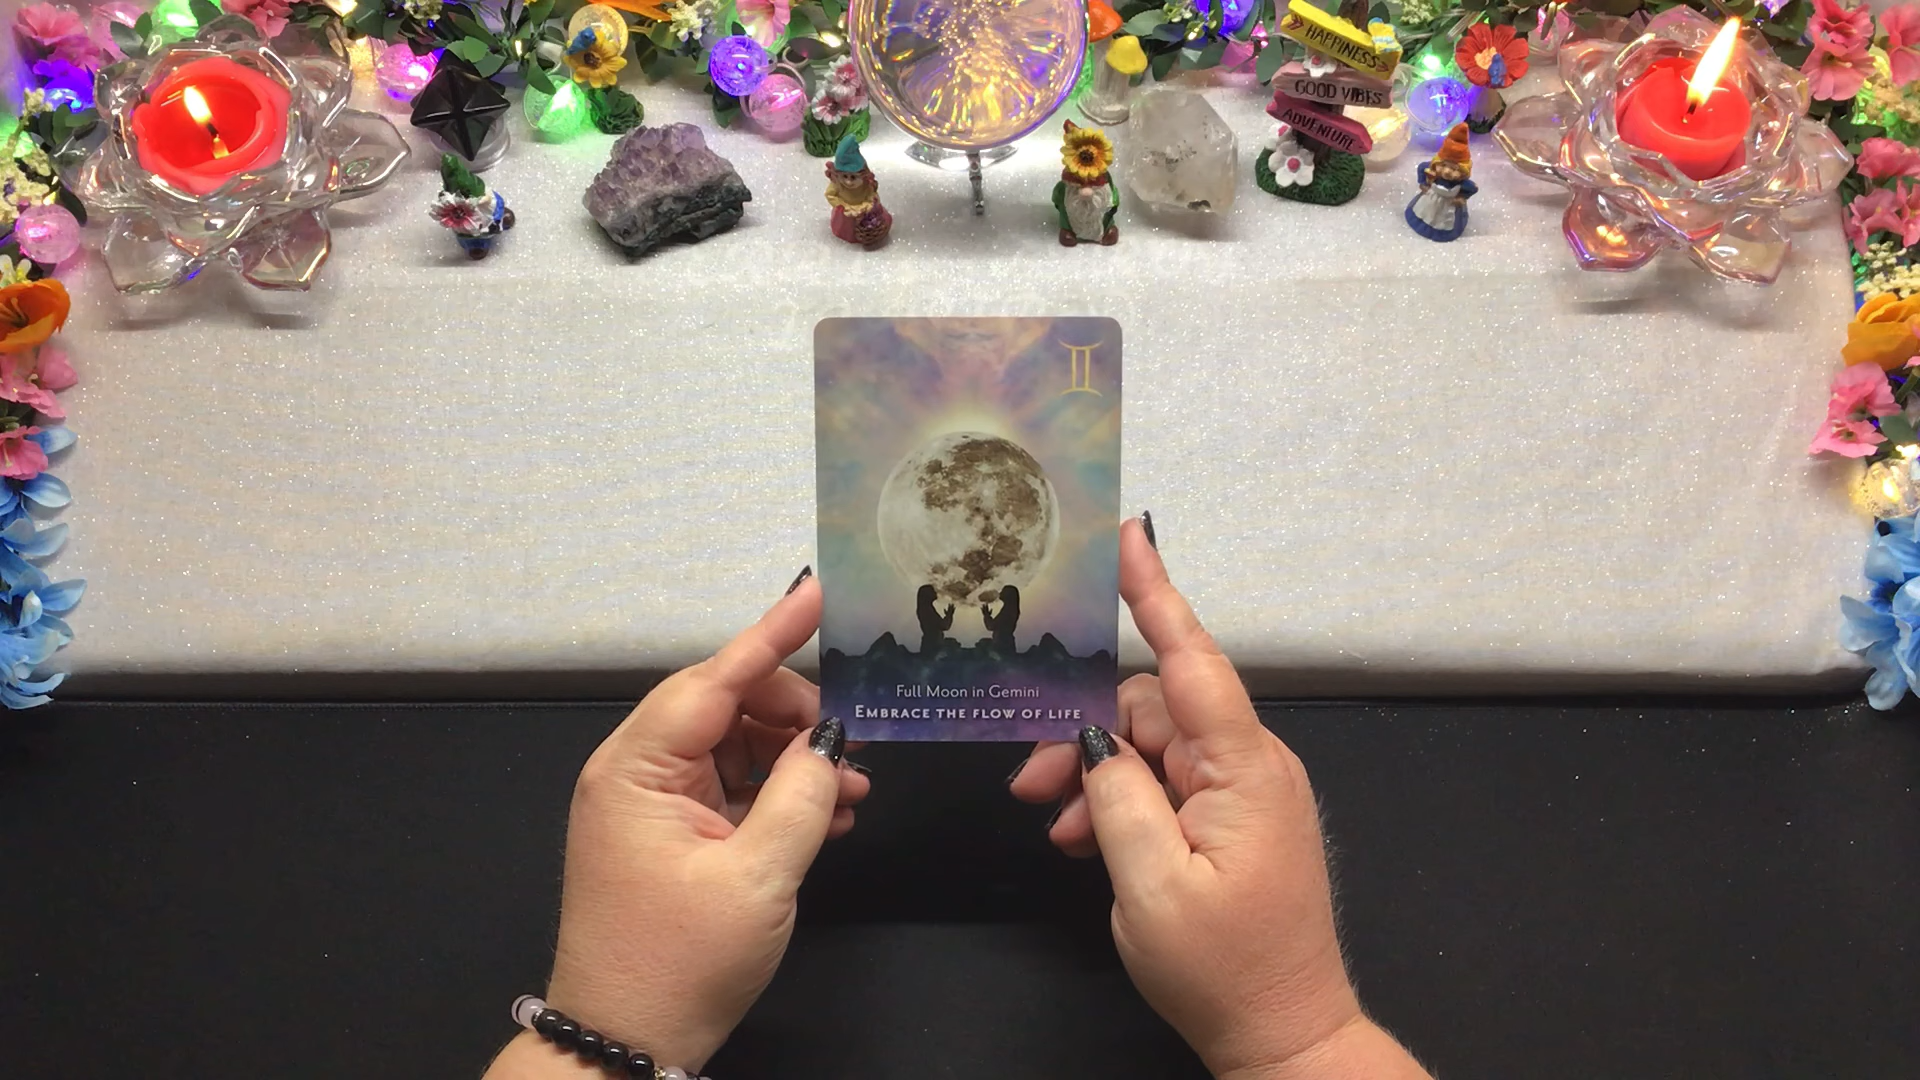 HAPPINESS
GOOD VIBES
ADVENTURE
Full Moon in Gemini
EMBRACE THE FLOW OF LIFE